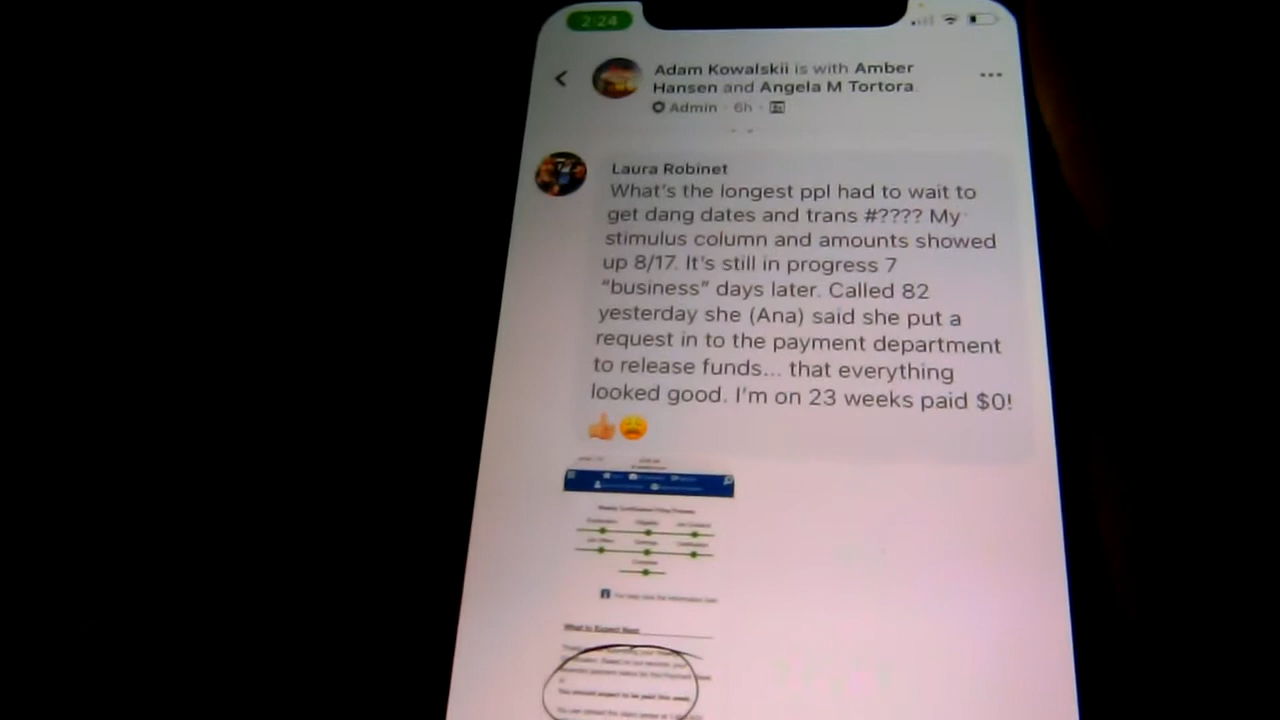 2:24
Adam Kowalskii is with Amber
Hansen and Angela M Tortora
Admin · 6h ·
Laura Robinet
What's the longest ppl had to wait to
get dang dates and trans #???? My
stimulus column and amounts showed
up 8/17. It's still in progress 7
"business" days later. Called 82
yesterday she (Ana) said she put a
request in to the payment department
to release funds... that everything
looked good. I'm on 23 weeks paid $0!
What to Expect Next